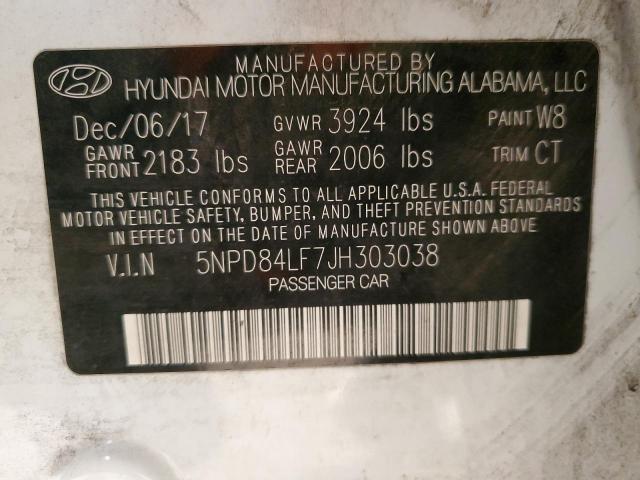 MANUFACTURED BY
HYUNDAI MOTOR MANUFACTURING ALABAMA, LLC
Dec/06/17 GVWR 3924 lbs PAINT W8
GAWR FRONT 2183 lbs GAWR REAR 2006 lbs TRIM CT
THIS VEHICLE CONFORMS TO ALL APPLICABLE U.S.A. FEDERAL
MOTOR VEHICLE SAFETY, BUMPER, AND THEFT PREVENTION STANDARDS
IN EFFECT ON THE DATE OF MANUFACTURE SHOWN ABOVE
V.I.N 5NPD84LF7JH303038
PASSENGER CAR